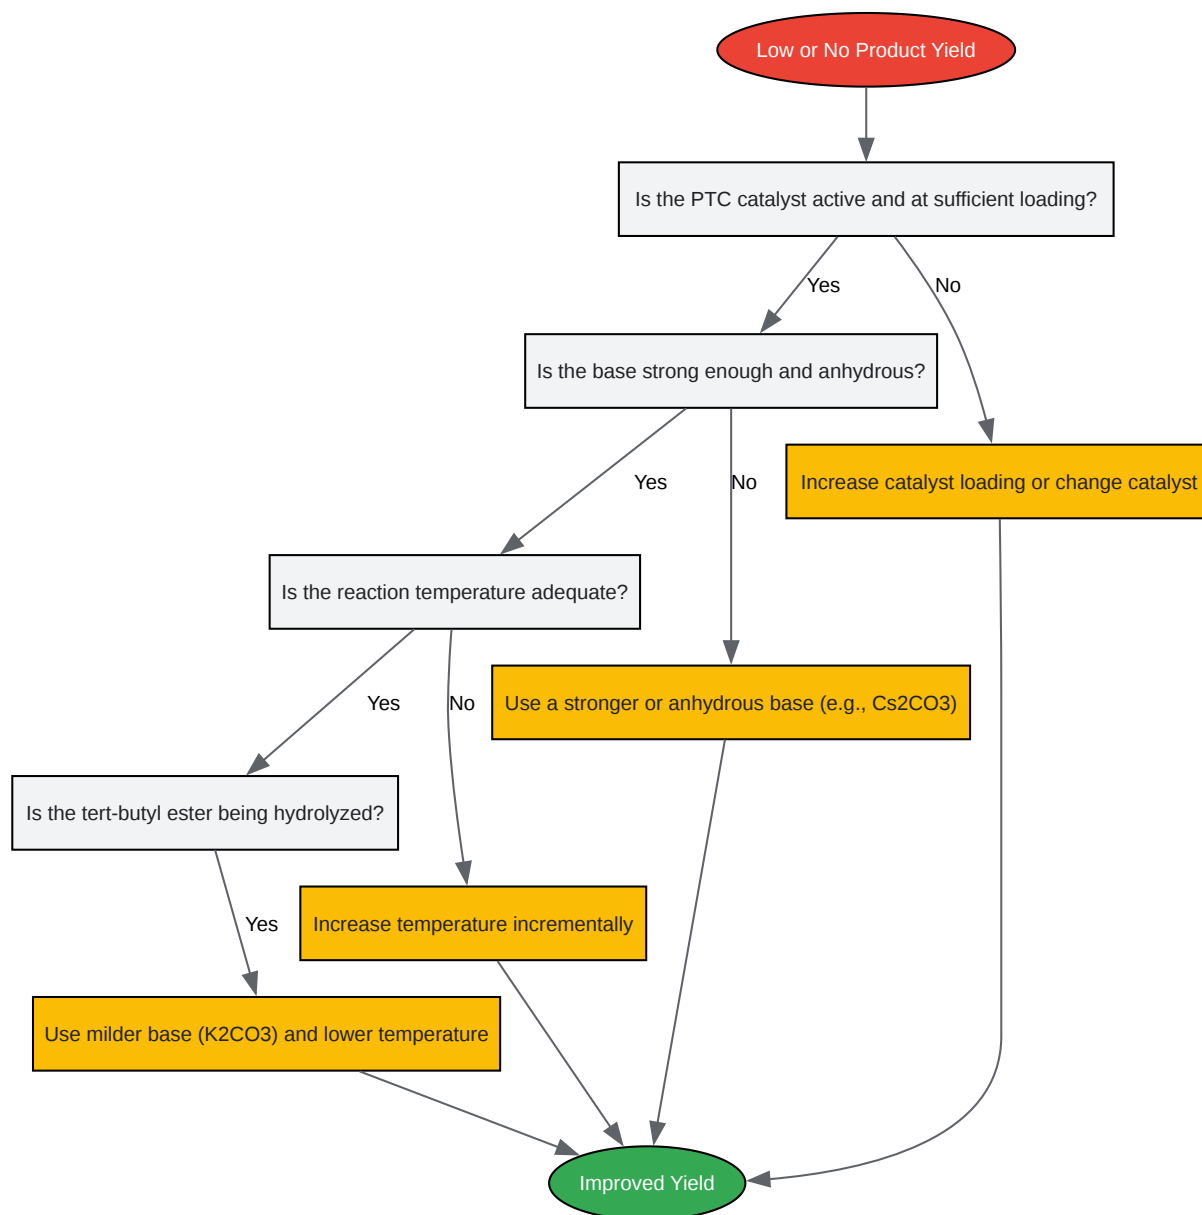 Low or No Product Yield
Is the PTC catalyst active and at sufficient loading?
Yes
No
Is the base strong enough and anhydrous?
Yes
No
Increase catalyst loading or change catalyst
Is the reaction temperature adequate?
Yes
No
Use a stronger or anhydrous base (e.g., Cs2CO3)
Is the tert-butyl ester being hydrolyzed?
Yes
Increase temperature incrementally
Use milder base (K2CO3) and lower temperature
Improved Yield